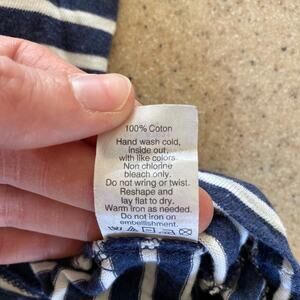 100% Coton
Hand wash cold,
inside out,
with like colors.
Non chlorine
bleach only.
Do not wring or twist.
Reshape and
lay flat to dry.
Warm iron as needed.
Do not iron on
embellishment.